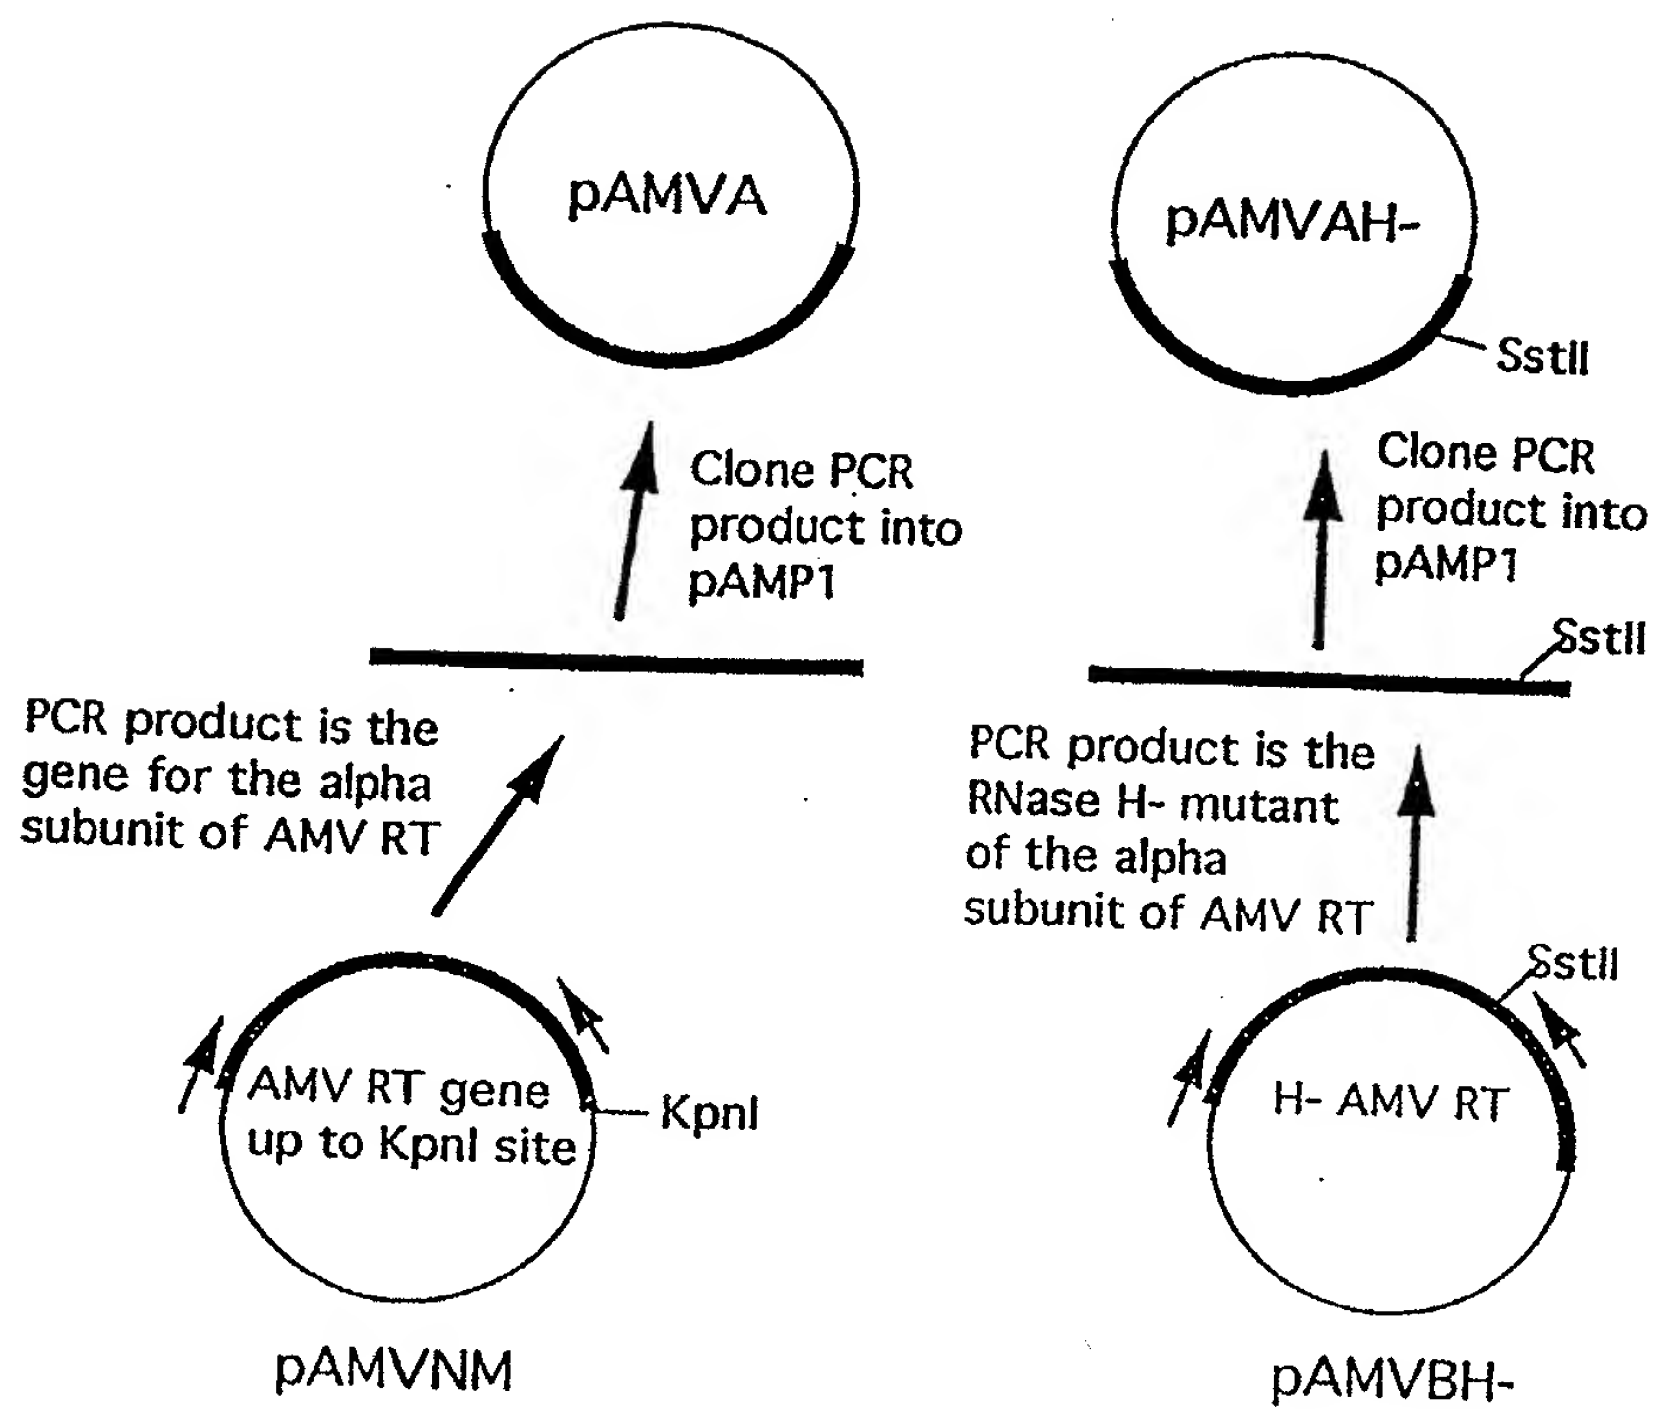 pAMVA
pAMVAH-
SstII
Clone PCR
product into
pAMP1
Clone PCR
product into
pAMP1
SstII
PCR product is the
gene for the alpha
subunit of AMV RT
PCR product is the
RNase H- mutant
of the alpha
subunit of AMV RT
SstII
AMV RT gene
up to KpnI site
KpnI
H- AMV RT
pAMVNM
pAMVBH-